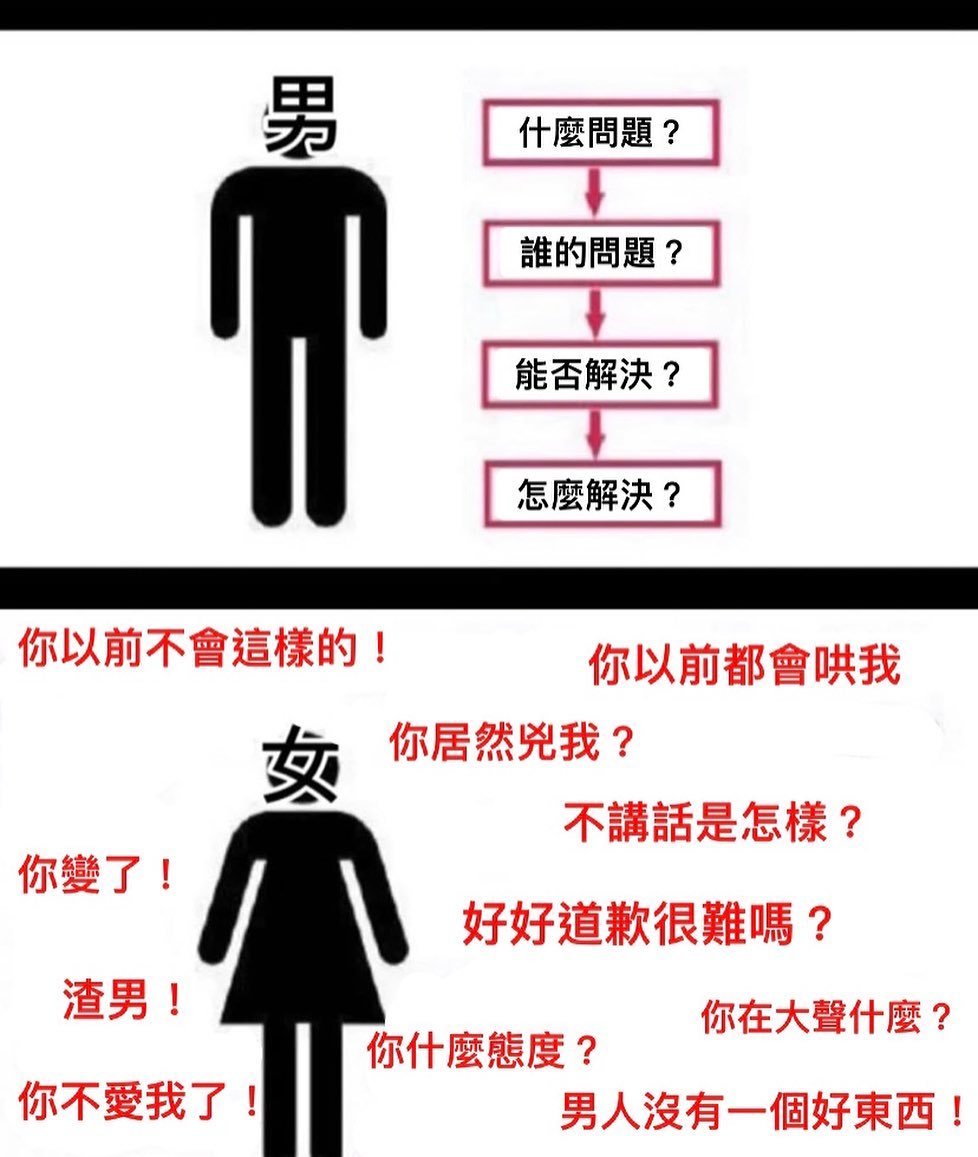 男
什麼問題？
誰的問題？
能否解決？
怎麼解決？
你以前不會這樣的！
你以前都會哄我
女
你居然兇我？
不講話是怎樣？
你變了！
好好道歉很難嗎？
渣男！
你在大聲什麼？
你什麼態度？
你不愛我了！
男人沒有一個好東西！